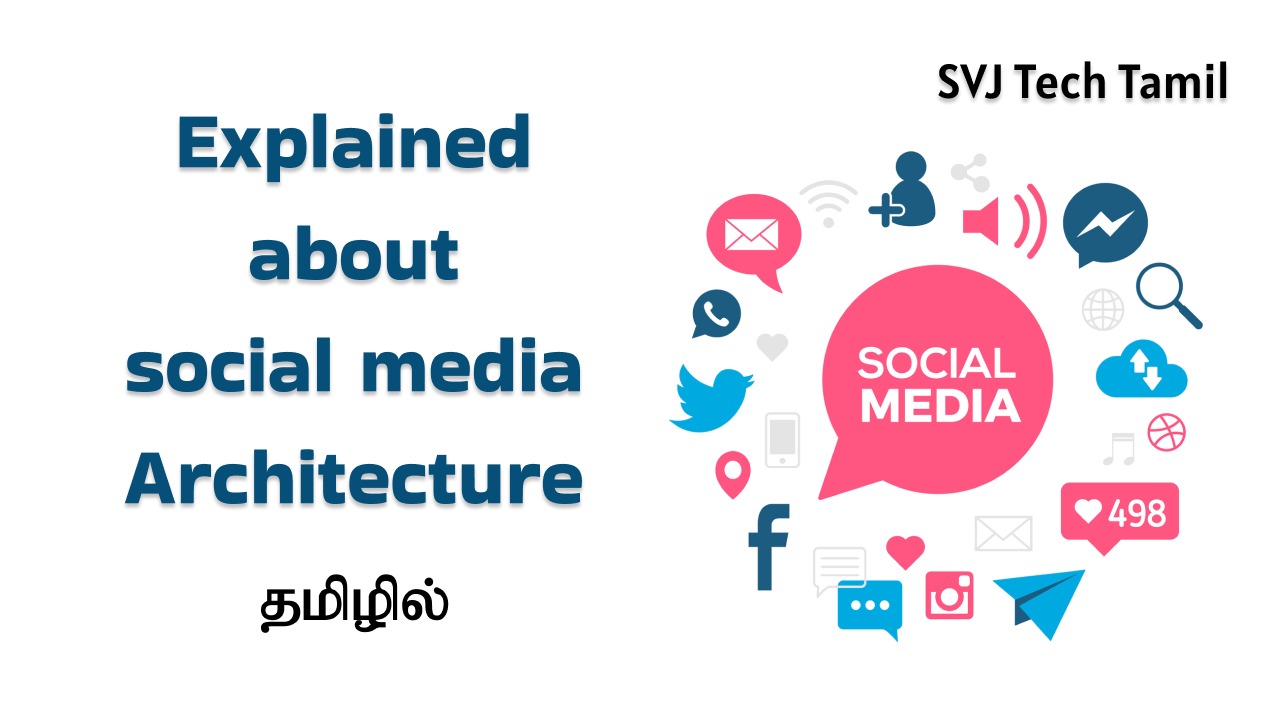 SVJ Tech Tamil
Explained
about
social media
Architecture
தமிழில்
SOCIAL
MEDIA
498